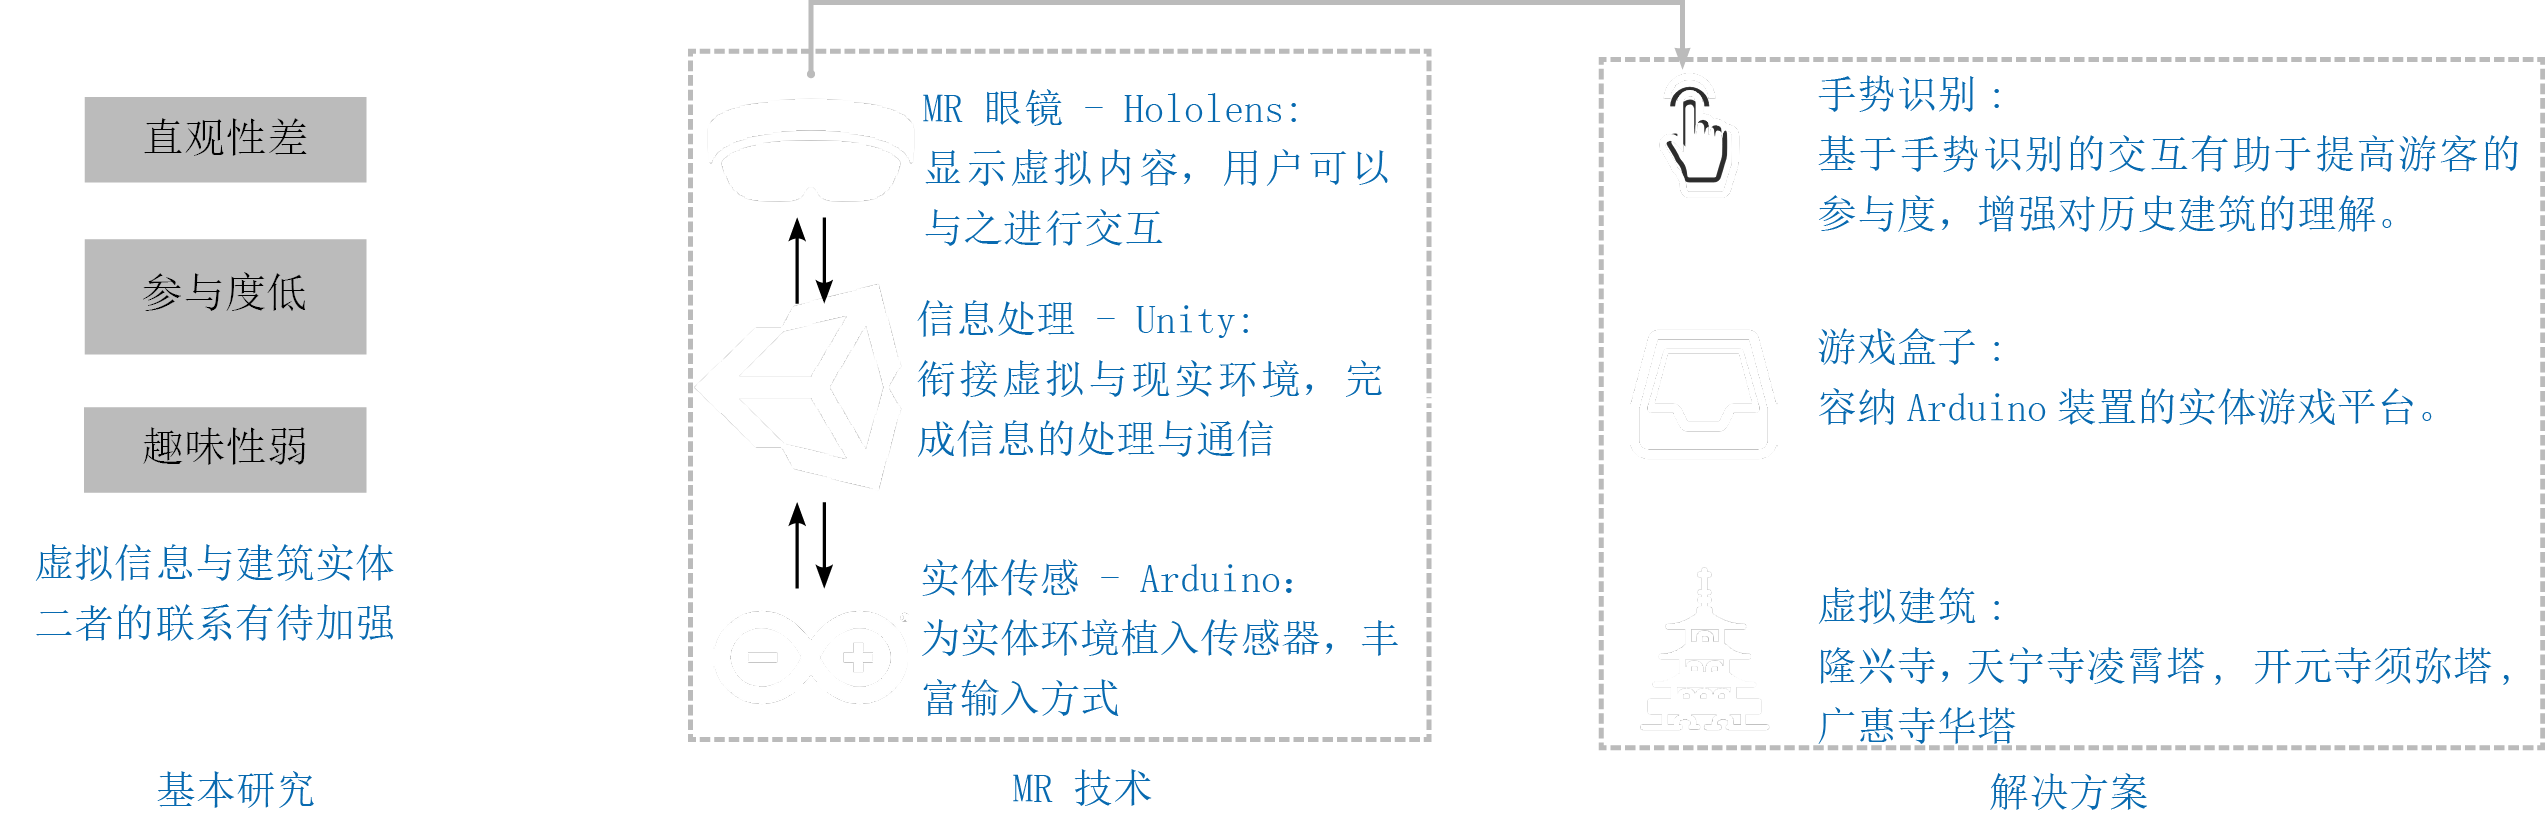 直观性差
参与度低
趣味性弱
虚拟信息与建筑实体
二者的联系有待加强
基本研究
MR 眼镜 - Hololens:
显示虚拟内容，用户可以
与之进行交互
信息处理 - Unity:
衔接虚拟与现实环境，完
成信息的处理与通信
实体传感 - Arduino：
为实体环境植入传感器，丰
富输入方式
MR 技术
手势识别：
基于手势识别的交互有助于提高游客的
参与度，增强对历史建筑的理解。
游戏盒子：
容纳 Arduino 装置的实体游戏平台。
虚拟建筑：
隆兴寺，天宁寺凌霄塔， 开元寺须弥塔，
广惠寺华塔
解决方案